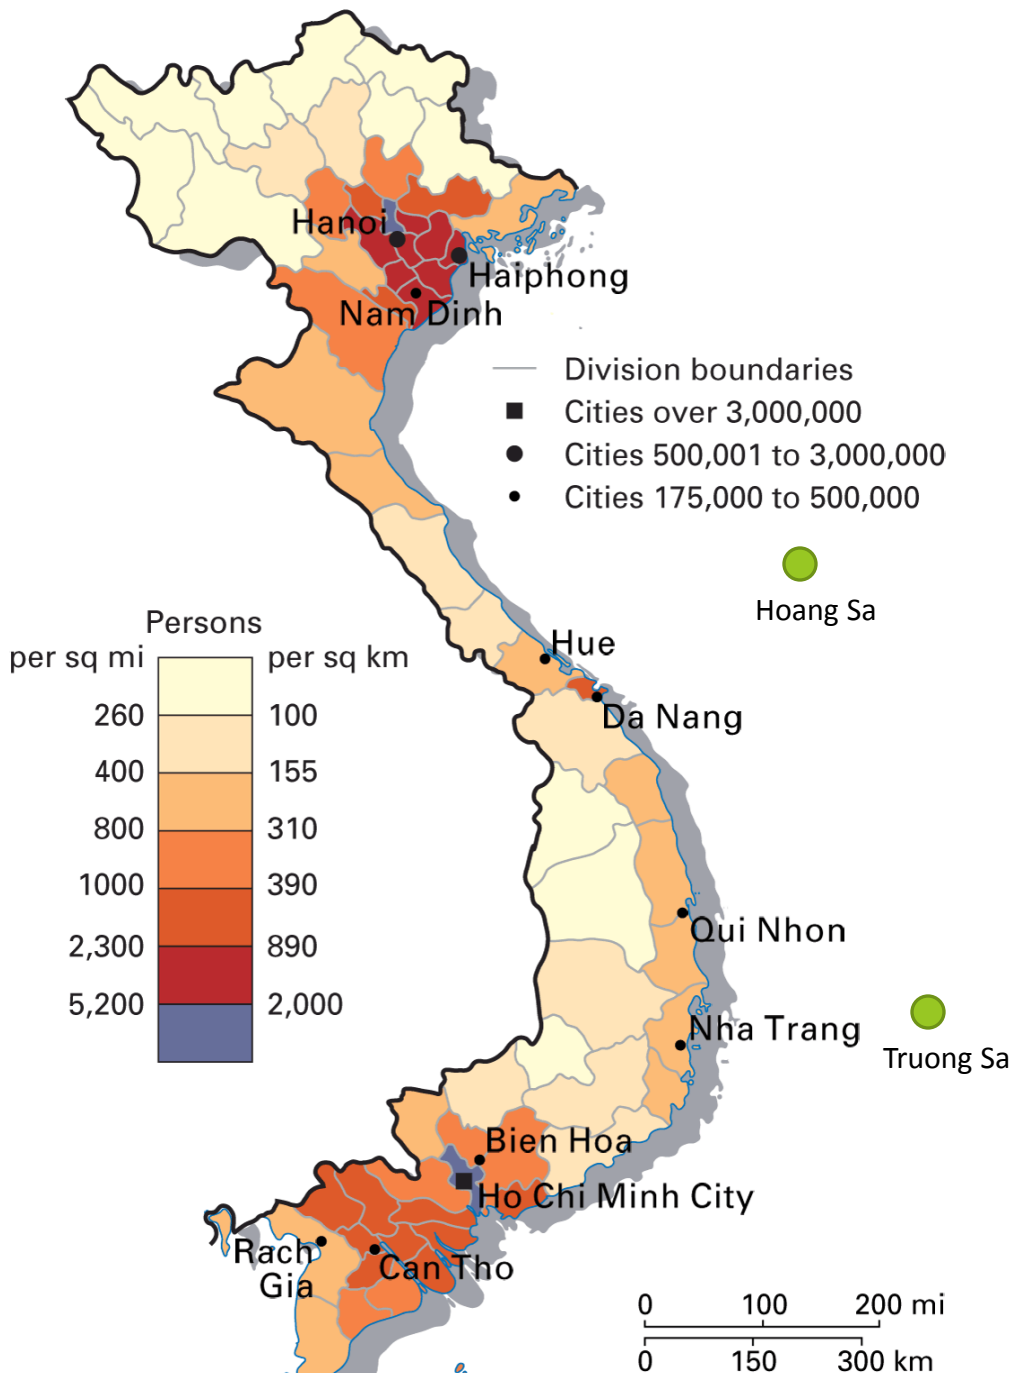 Hanoi
Haiphong
Nam Dinh
Division boundaries
Cities over 3,000,000
Cities 500,001 to 3,000,000
Cities 175,000 to 500,000
Hoang Sa
Persons
per sq mi per sq km
260 100
400 155
800 310
1000 390
2,300 890
5,200 2,000
Hue
Da Nang
Qui Nhon
Nha Trang
Truong Sa
Bien Hoa
Ho Chi Minh City
Rach
Gia
Can Tho
0 100 200 mi
0 150 300 km